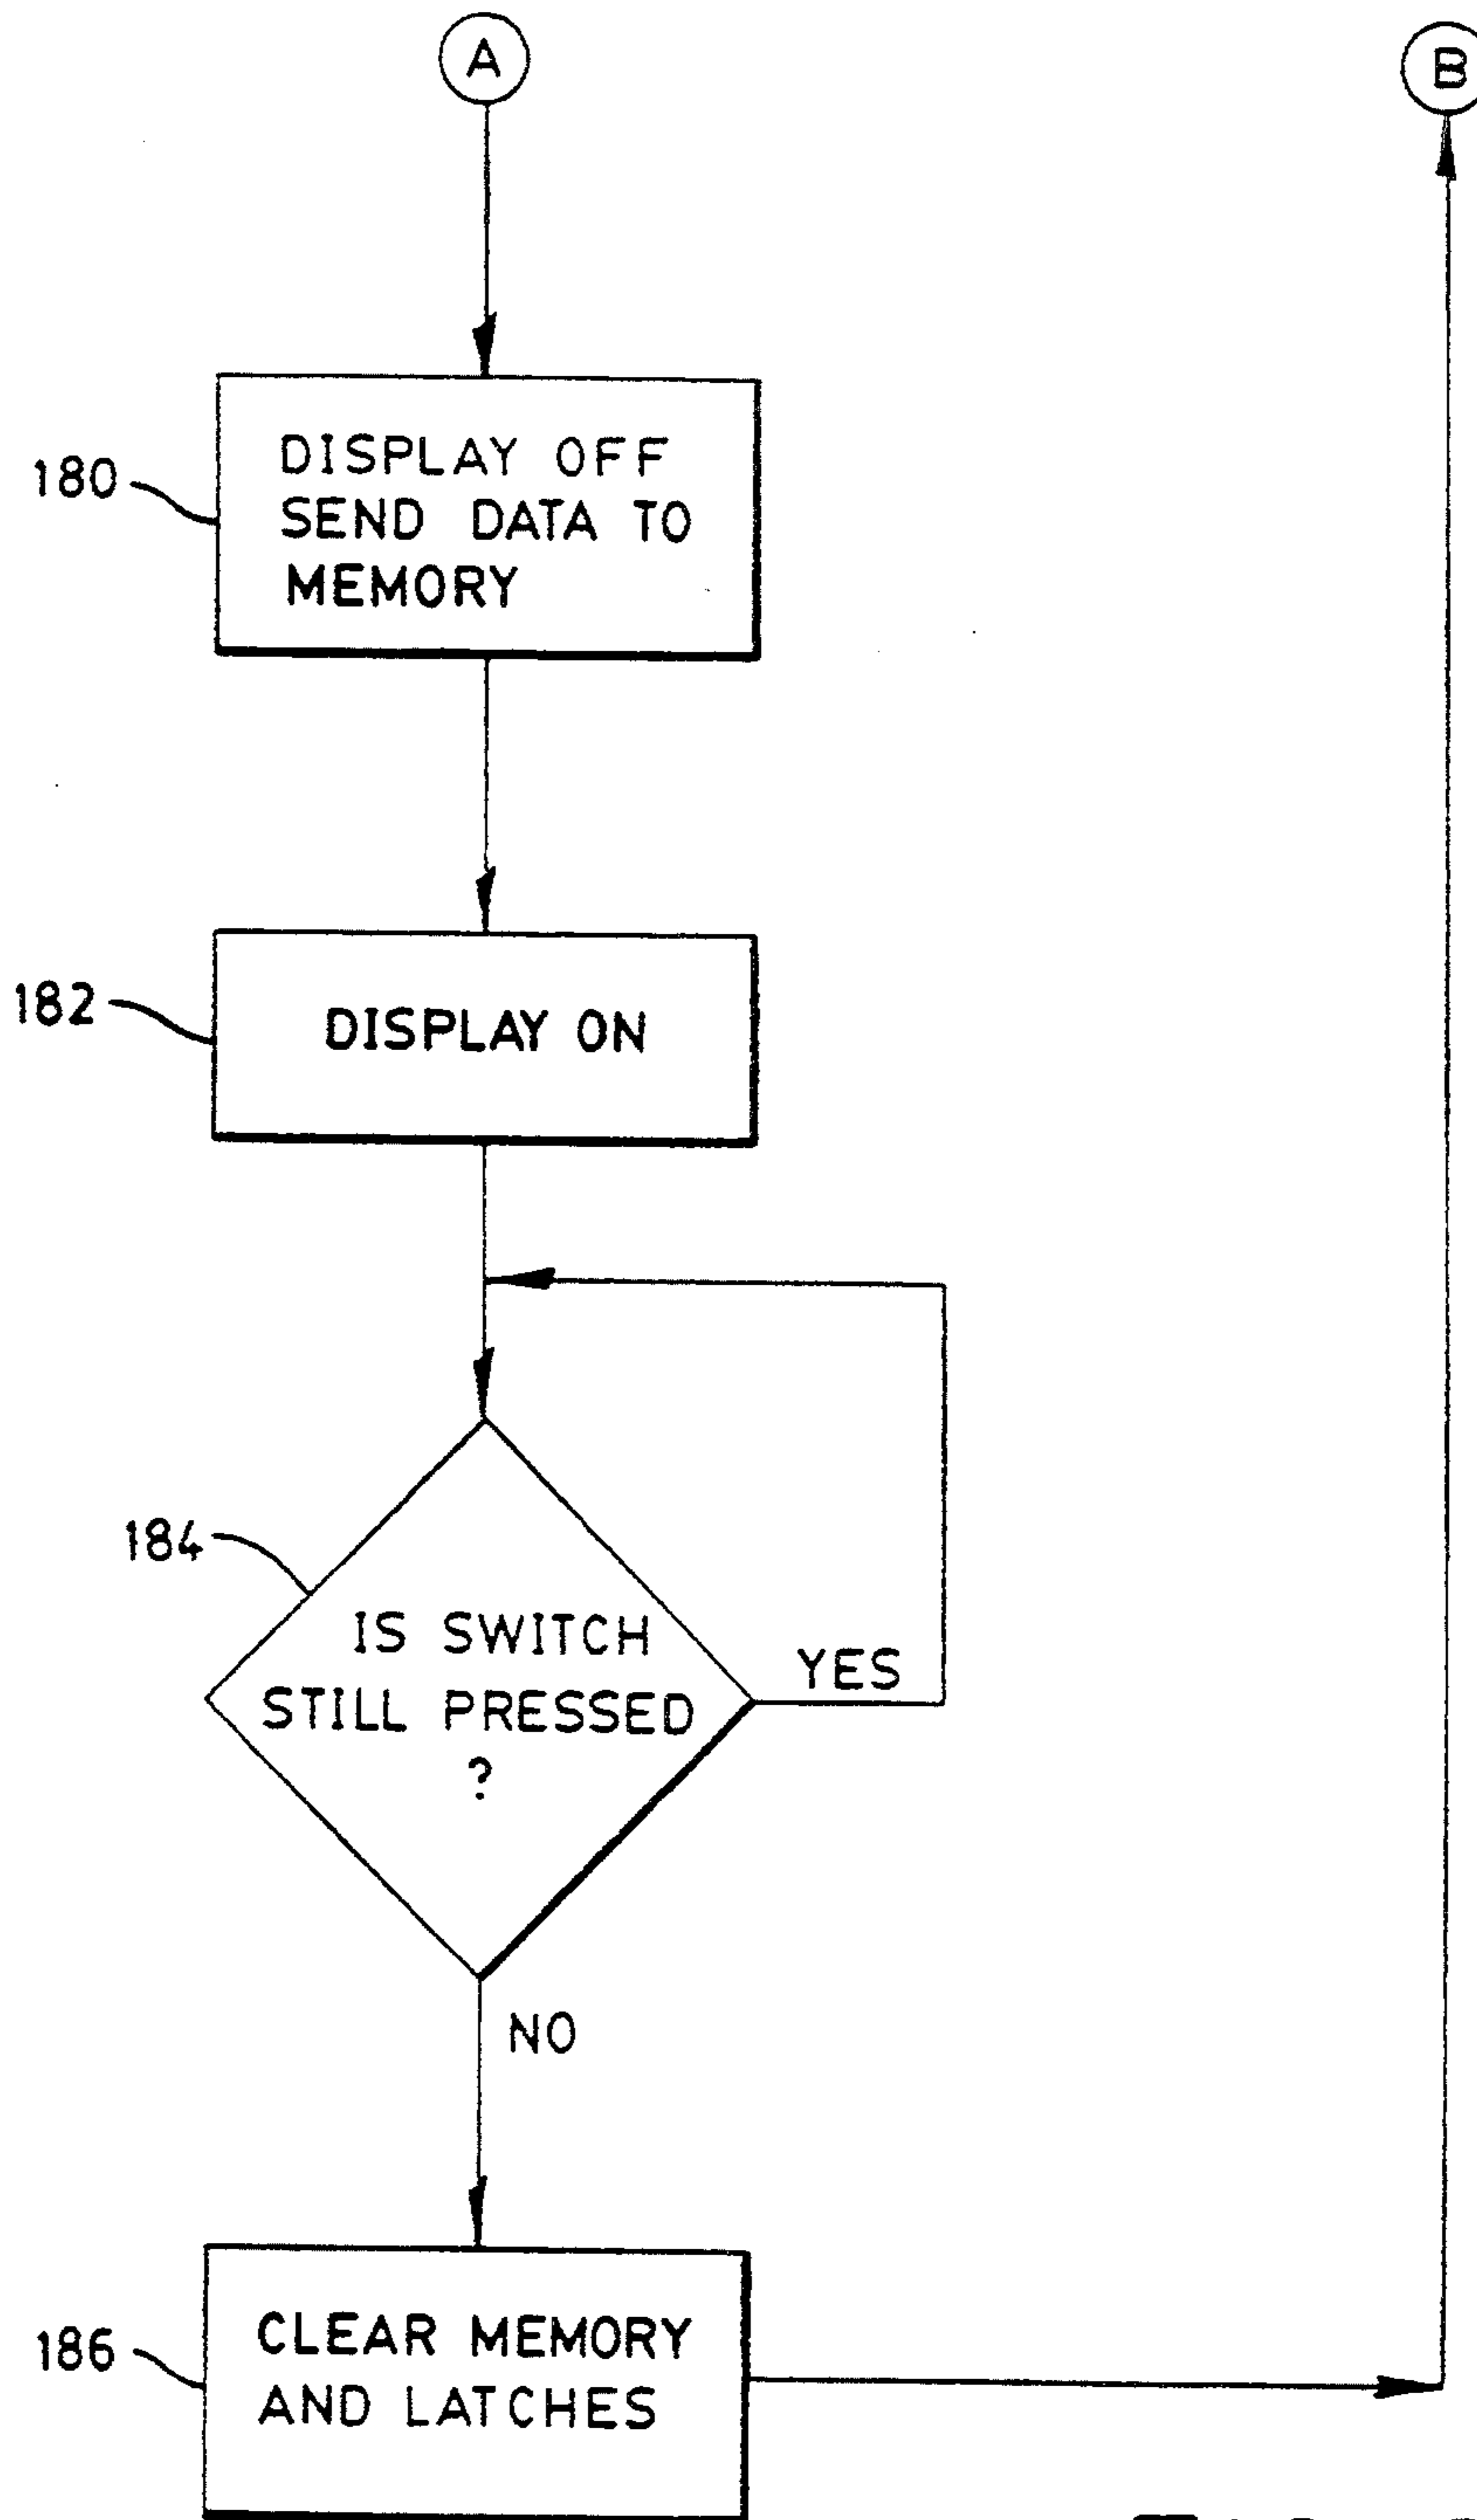 A
B
180
DISPLAY OFF
SEND DATA TO
MEMORY
182
DISPLAY ON
184
IS SWITCH
STILL PRESSED
?
YES
NO
186
CLEAR MEMORY
AND LATCHES